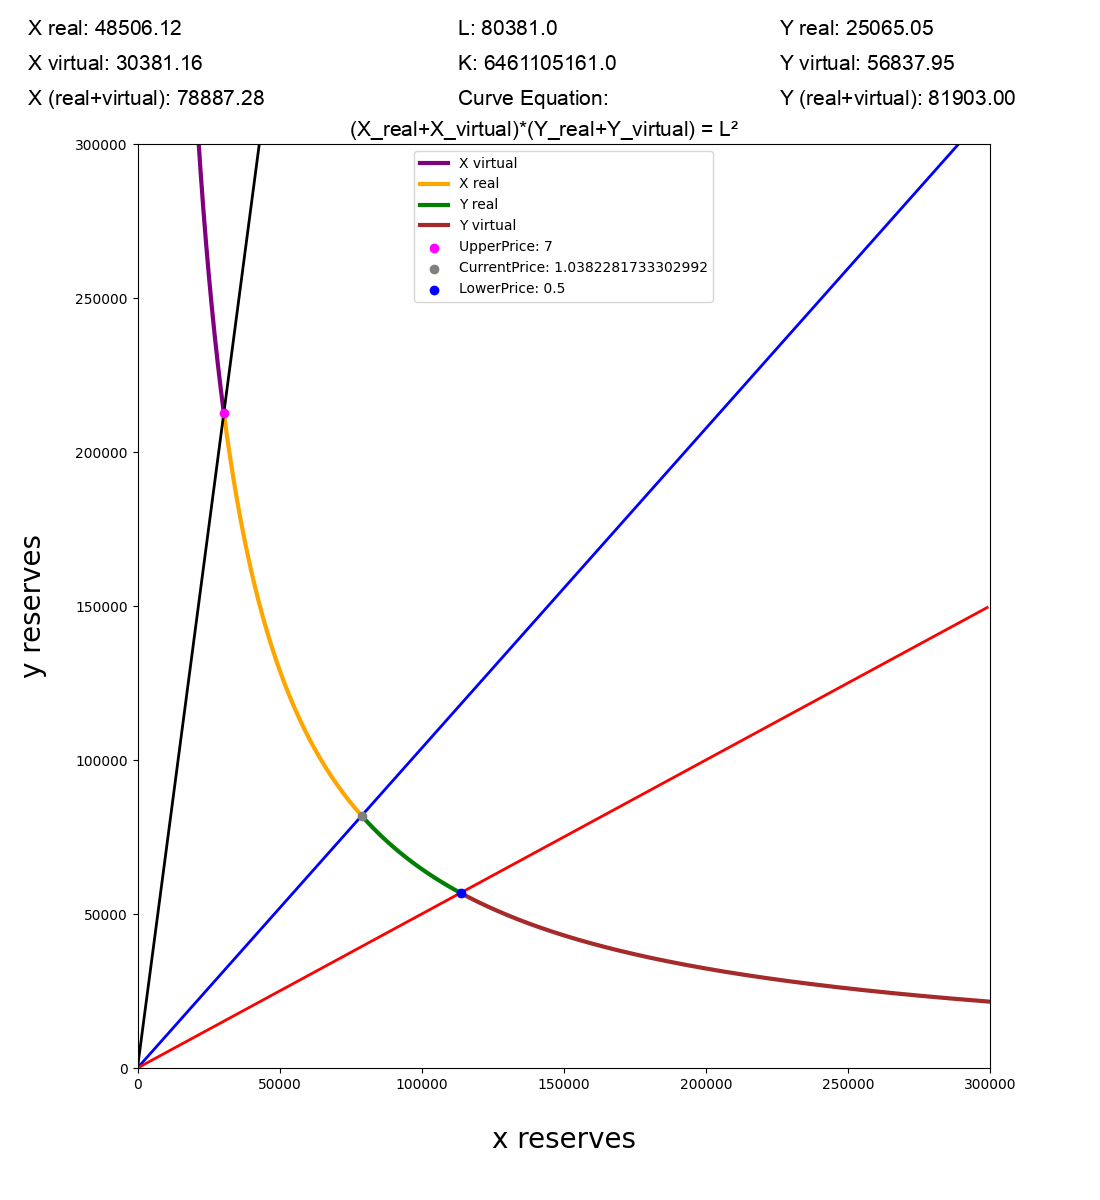 X real: 48506.12
L: 80381.0
Y real: 25065.05
X virtual: 30381.16
K: 6461105161.0
Y virtual: 56837.95
X (real+virtual): 78887.28
Curve Equation:
Y (real+virtual): 81903.00
(X_real+X_virtual)*(Y_real+Y_virtual) = L²
X virtual
X real
Y real
Y virtual
UpperPrice: 7
CurrentPrice: 1.0382281733302992
LowerPrice: 0.5
300000
250000
200000
150000
100000
50000
0
y reserves
0
50000
100000
150000
200000
250000
300000
x reserves